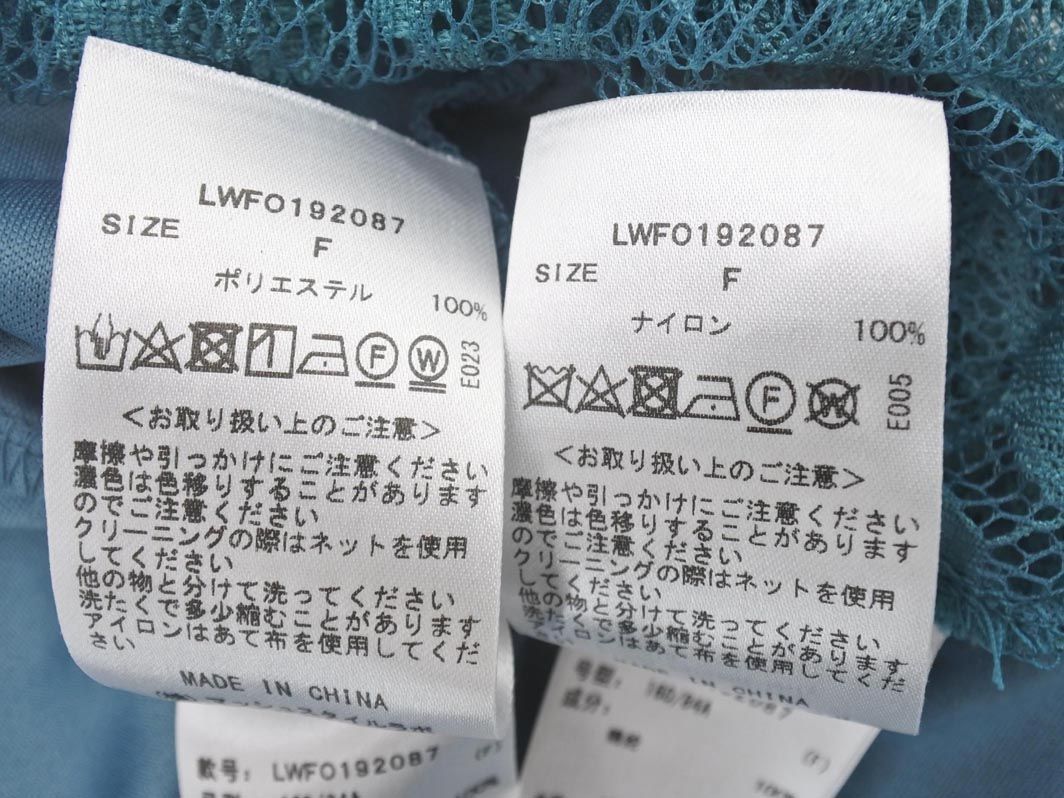 LWFO192087
SIZE
F
ポリエステル
100%
F
W
E023
<お取り扱い上のご注意>
摩擦や引っかけにご注意ください
濃色は色移りすることがあります
のでご注意ください
クリーニングの際はネットを使用
してください
他の物と分けて洗ってください
洗たくで多少縮むことがあります
アイロンはあて布を使用してくだ
さい
MADE IN CHINA
款号: LWFO192087
(F)
100%
LWFO192087
SIZE
F
ナイロン
100%
F
W
E005
<お取り扱い上のご注意>
摩擦や引っかけにご注意ください
濃色は色移りすることがあります
のでご注意ください
クリーニングの際はネットを使用
してください
他の物と分けて洗ってください
洗たくで多少縮むことがあります
アイロンはあて布を使用してくだ
IN CHINA
号型: 160/84A
成分:
(F)